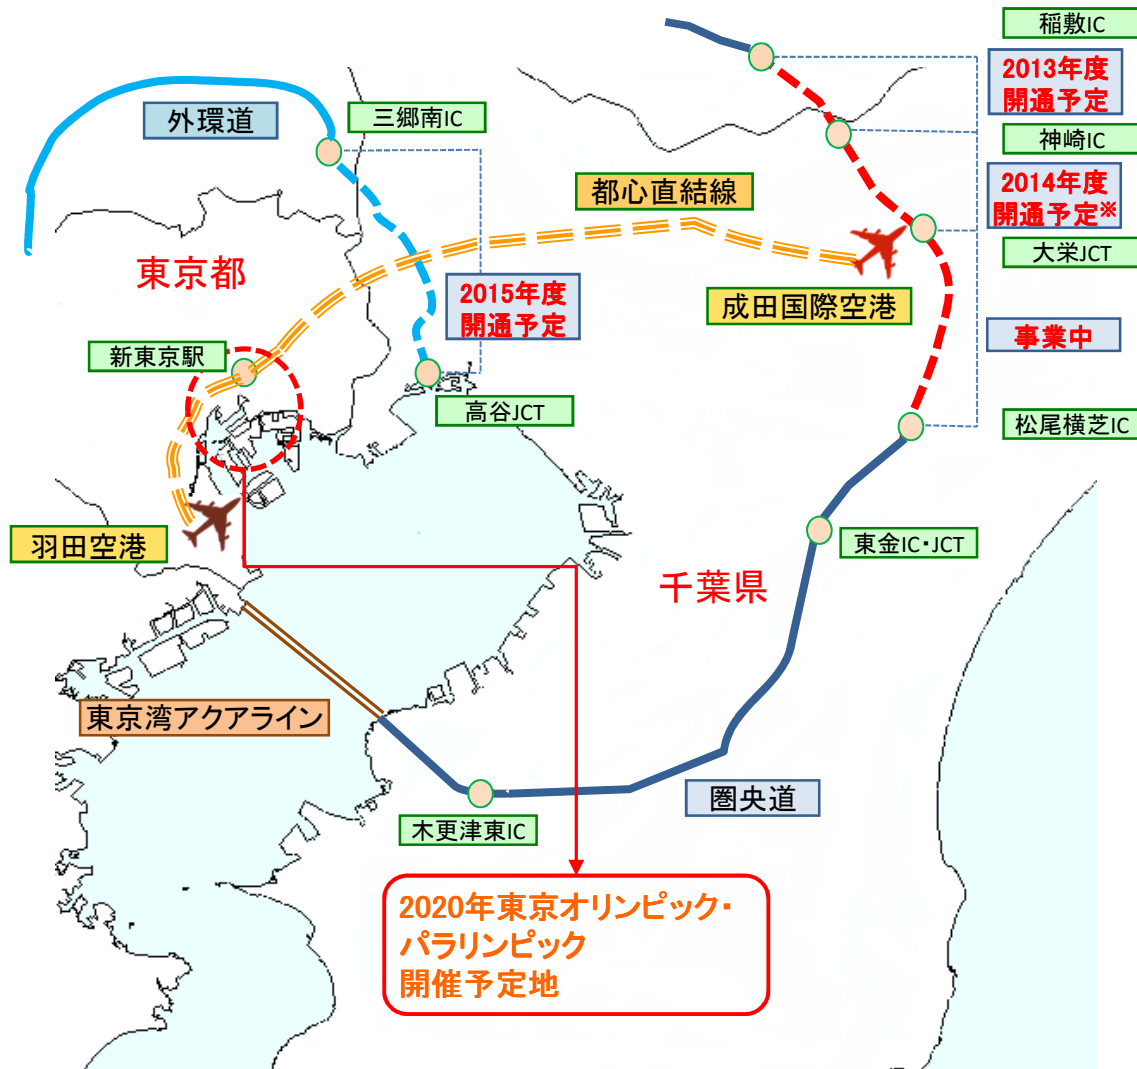 稲敷IC
2013年度
開通予定
外環道
三郷南IC
神崎IC
都心直結線
2014年度
開通予定※
東京都
大栄JCT
2015年度
開通予定
成田国際空港
事業中
新東京駅
高谷JCT
松尾横芝IC
羽田空港
東金IC・JCT
千葉県
東京湾アクアライン
圏央道
木更津東IC
2020年東京オリンピック・
パラリンピック
開催予定地